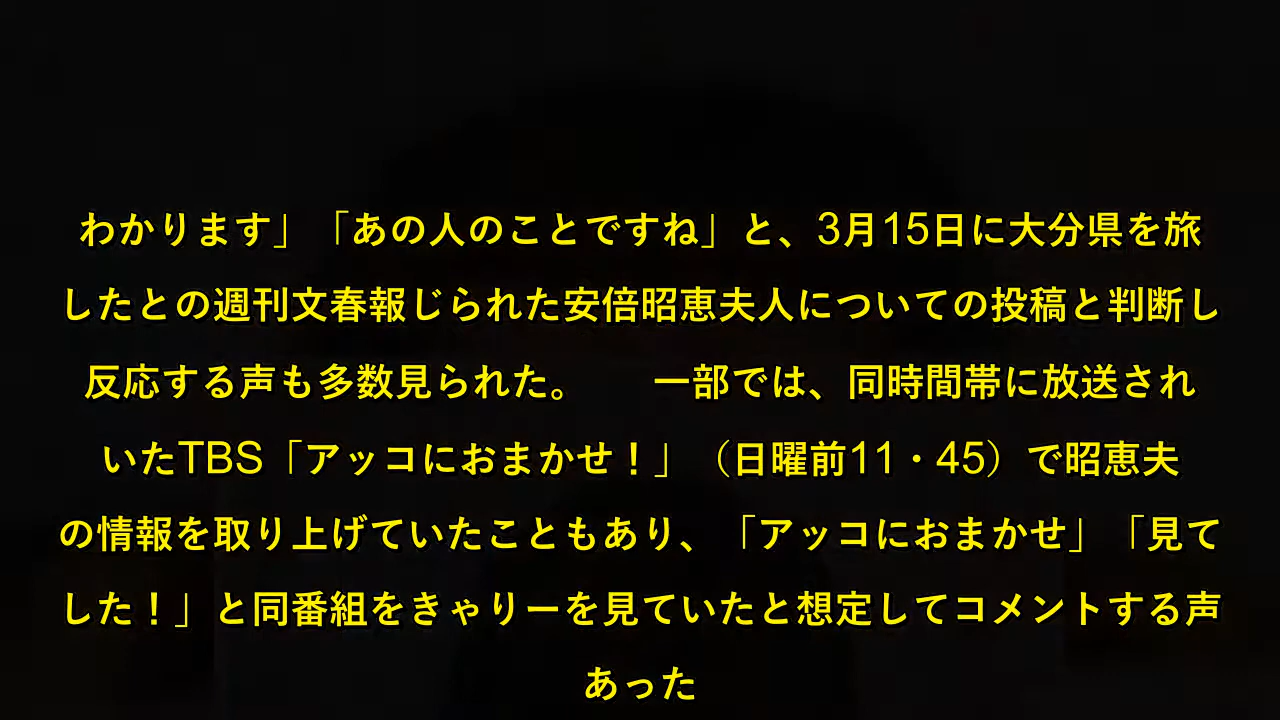 わかります」「あの人のことですね」と、3月15日に大分県を旅
したとの週刊文春報じられた安倍昭恵夫人についての投稿と判断し
反応する声も多数見られた。　　一部では、同時間帯に放送され
いたTBS「アッコにおまかせ！」（日曜前11・45）で昭恵夫
の情報を取り上げていたこともあり、「アッコにおまかせ」「見て
した！」と同番組をきゃりーを見ていたと想定してコメントする声
あった